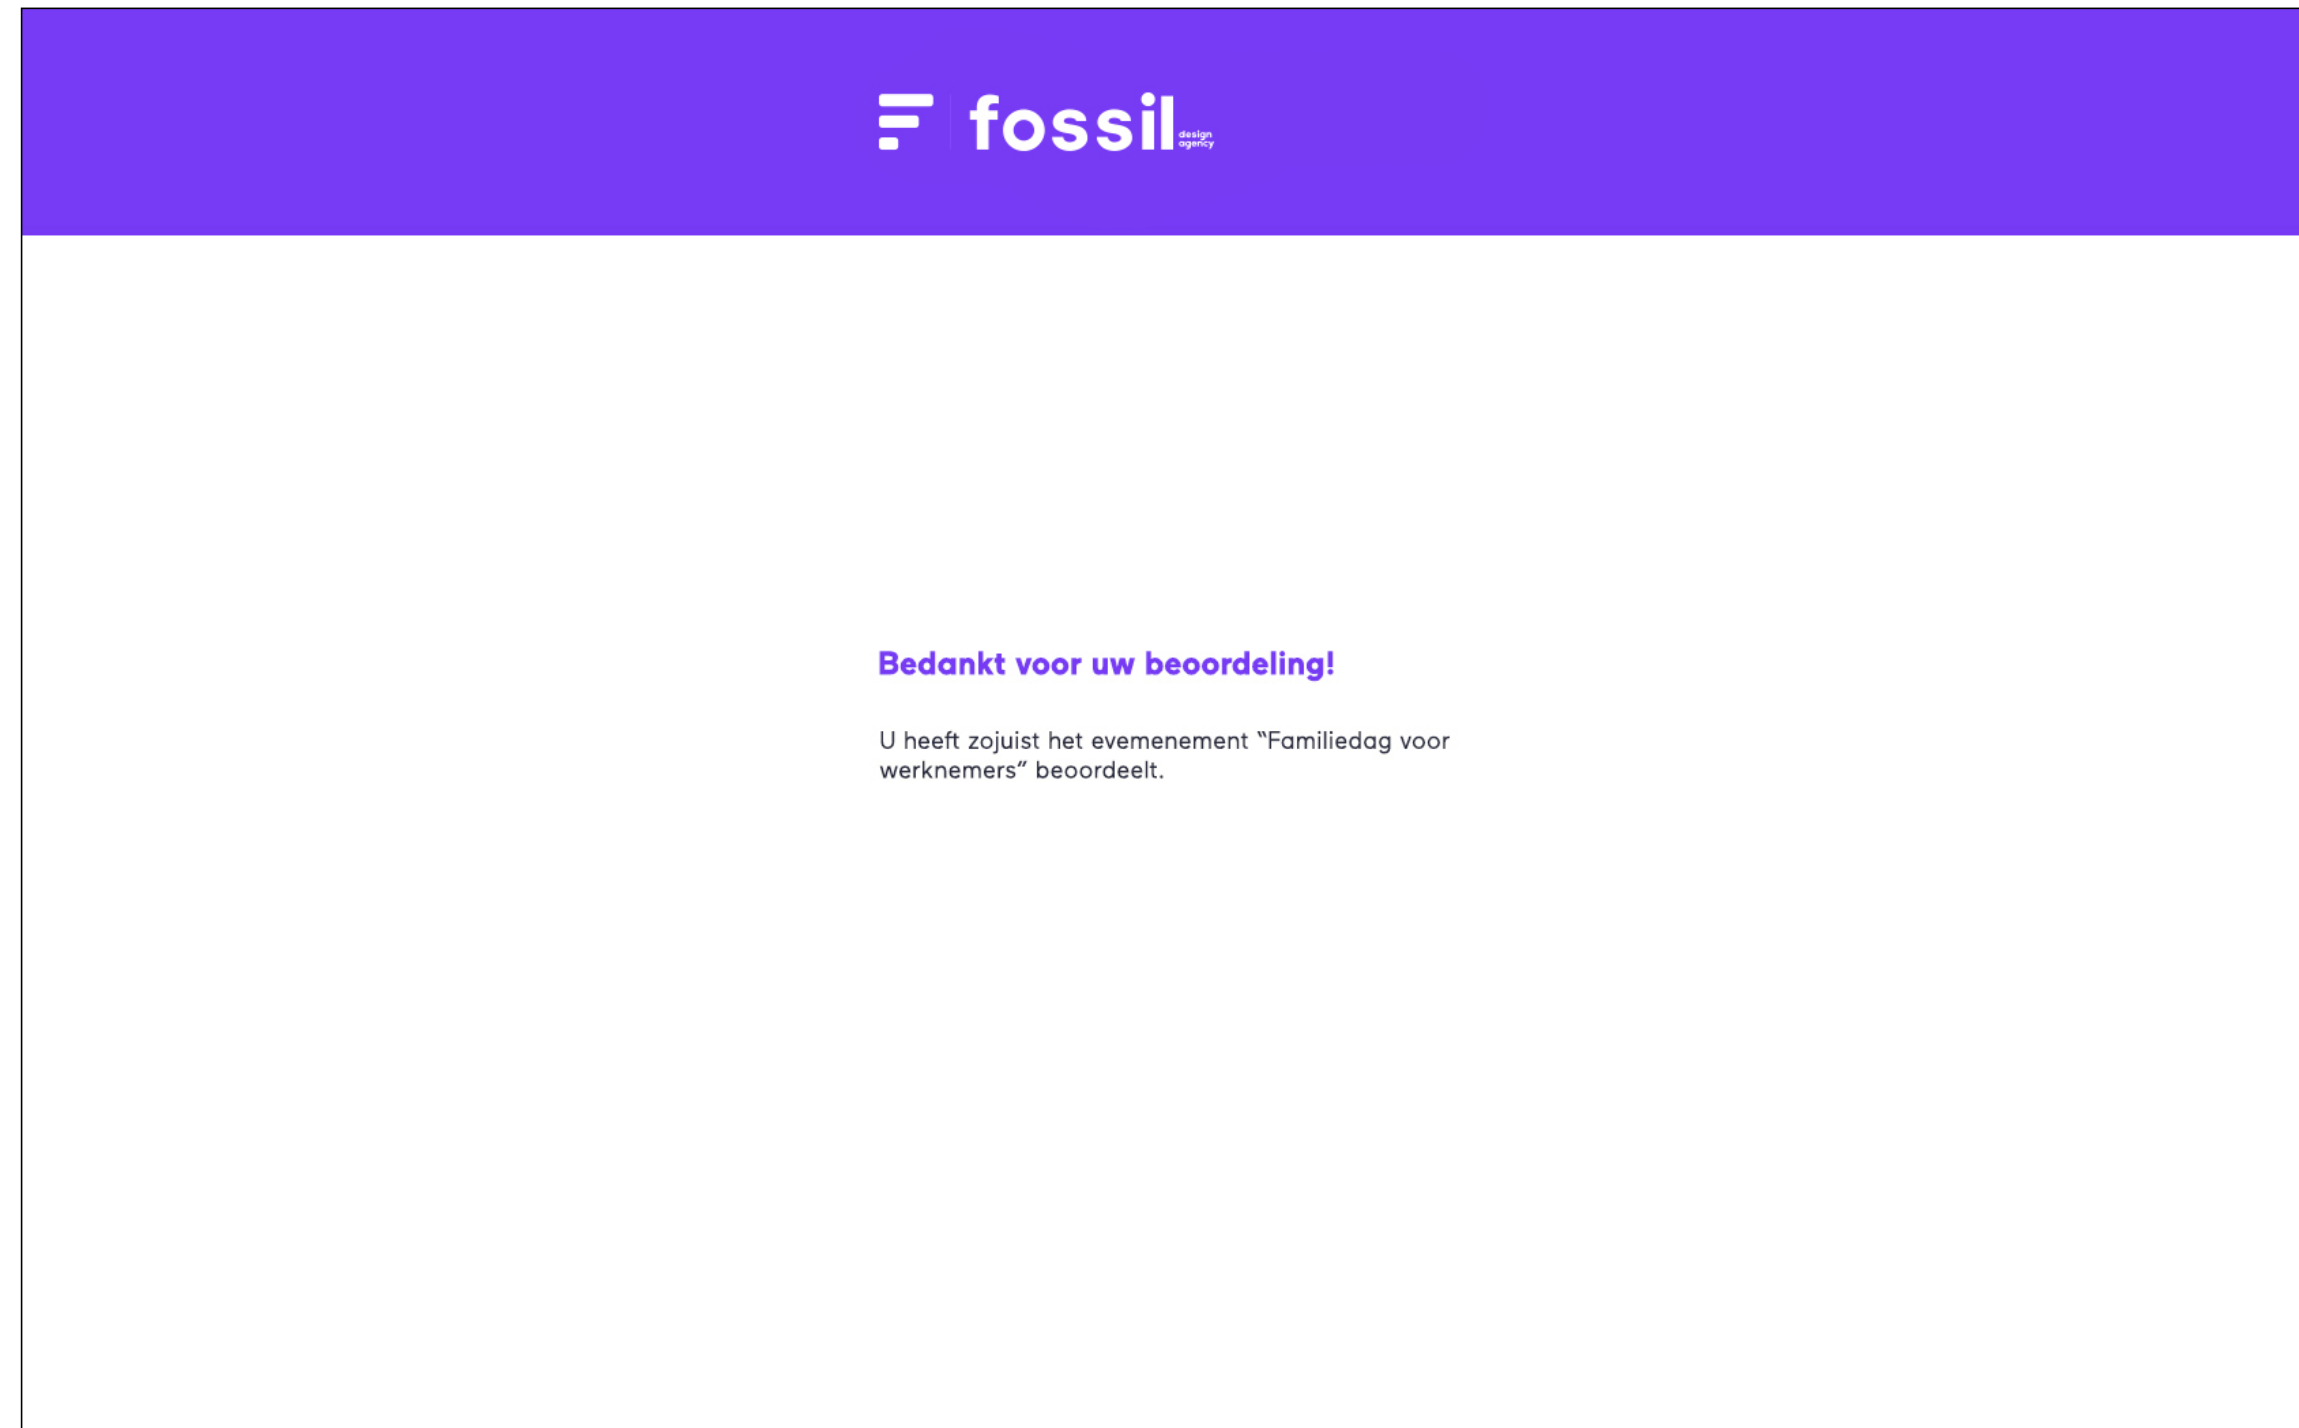 fossil
design
agency
Bedankt voor uw beoordeling!
U heeft zojuist het evemenement “Familiedag voor
werknemers” beoordeelt.